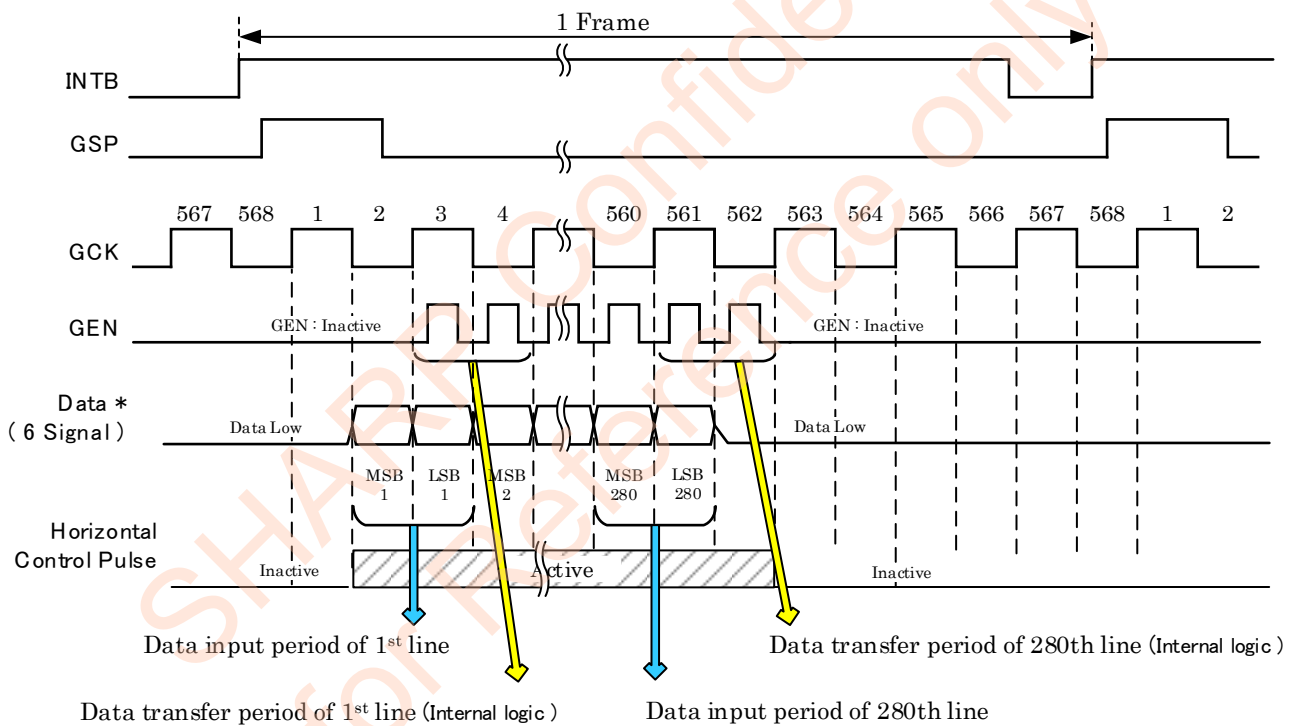 1 Frame
INTB
GSP
567 568 1 2 3 4 560 561 562 563 564 565 566 567 568 1 2
GCK
GEN
GEN : Inactive
GEN : Inactive
Data *
( 6 Signal )
Data Low
Data Low
MSB LSB MSB MSB LSB
1 1 2 280 280
Horizontal
Control Pulse
Inactive
Active
Inactive
Data input period of 1st line
Data transfer period of 280th line (Internal logic )
Data transfer period of 1st line (Internal logic )
Data input period of 280th line
SHARP Confide
for Reference only